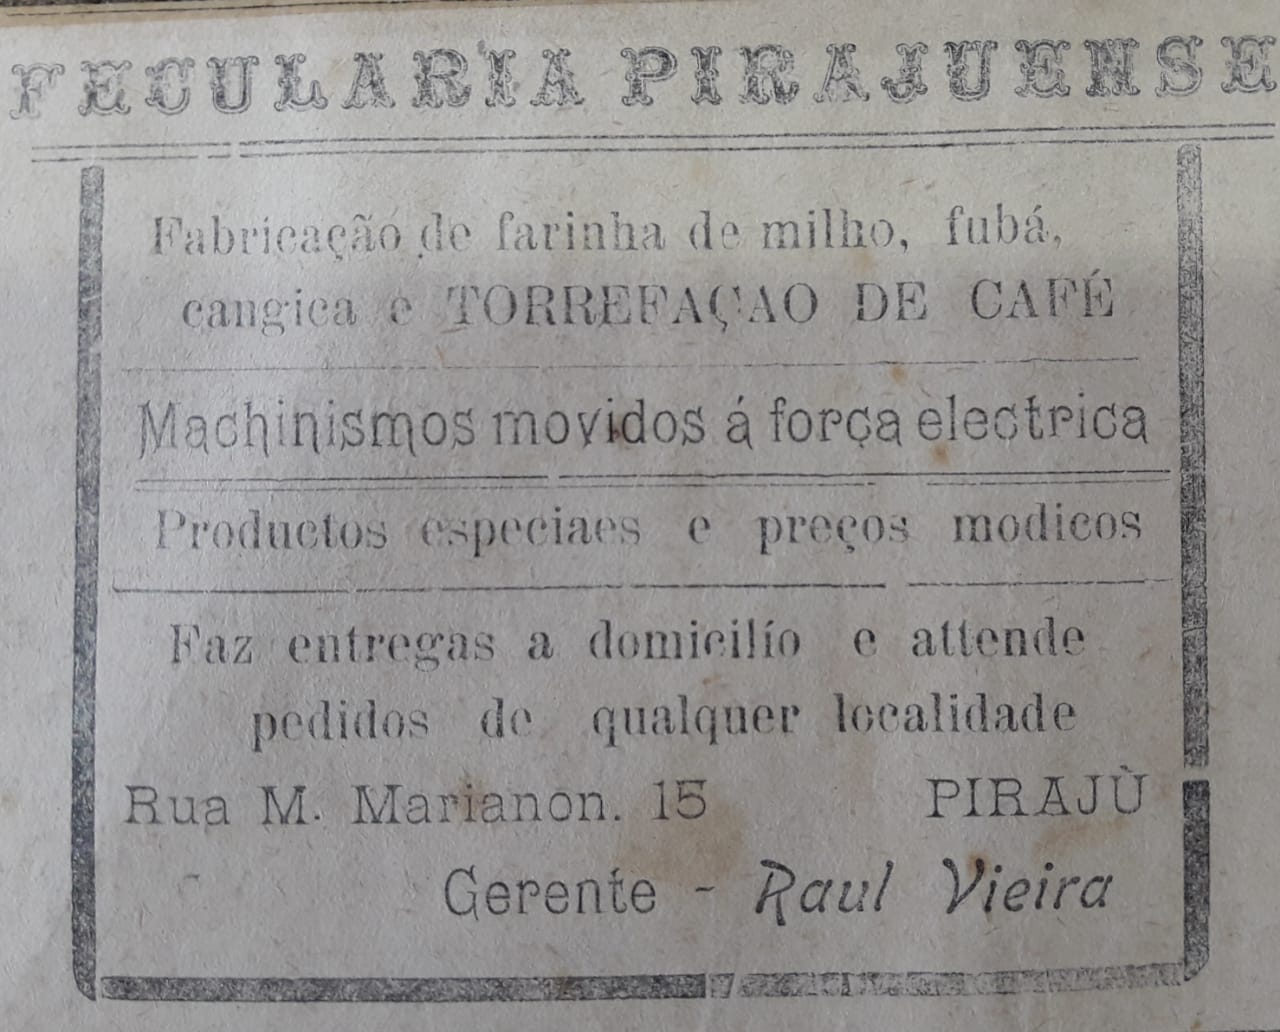 FECULARIA PIRAJUENSE
Fabricação de farinha de milho, fubá,
cangica e TORREFAÇAO DE CAFÉ
Machinismos movidos á força electrica
Productos especiaes e preços modicos
Faz entregas a domicilío e attende
pedidos de qualquer localidade
Rua M. Marianon. 15 PIRAJÙ
Gerente - Raul Vieira